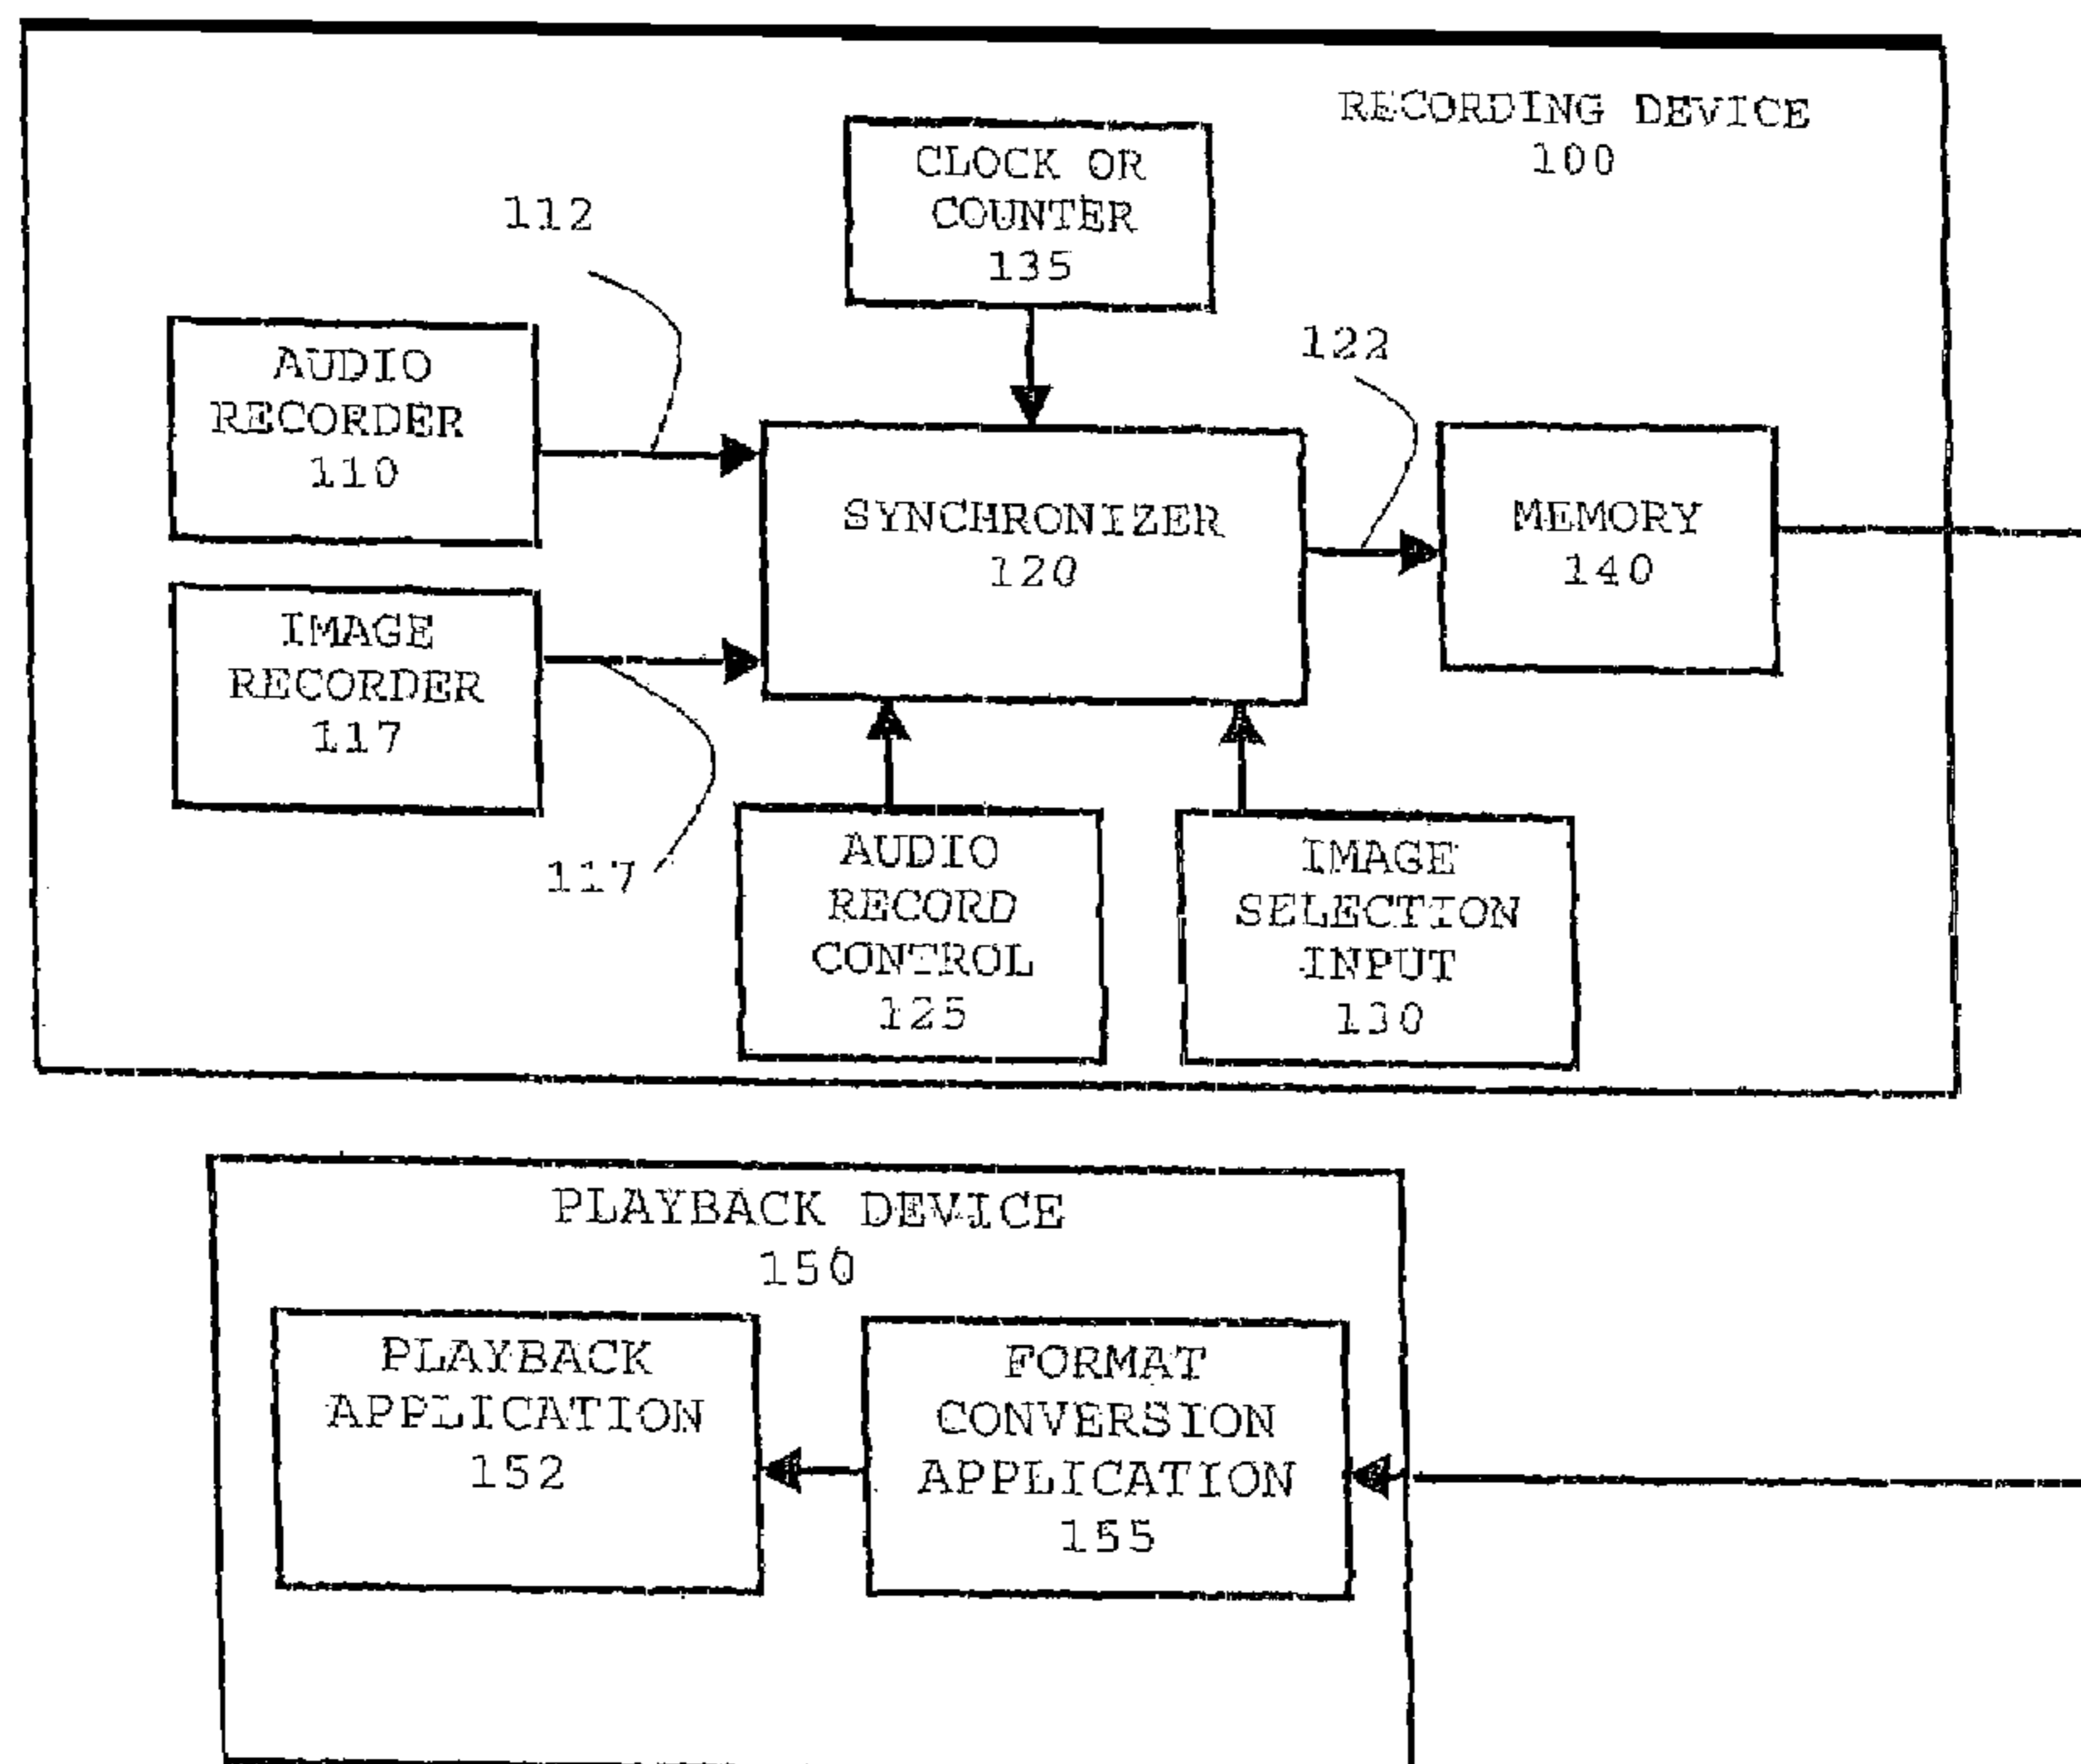 RECORDING DEVICE
100
CLOCK OR
COUNTER
135
112
122
AUDIO
RECORDER
110
SYNCHRONIZER
120
MEMORY
140
IMAGE
RECORDER
117
117
AUDIO
RECORD
CONTROL
125
IMAGE
SELECTION
INPUT
130
PLAYBACK DEVICE
150
PLAYBACK
APPLICATION
152
FORMAT
CONVERSION
APPLICATION
155